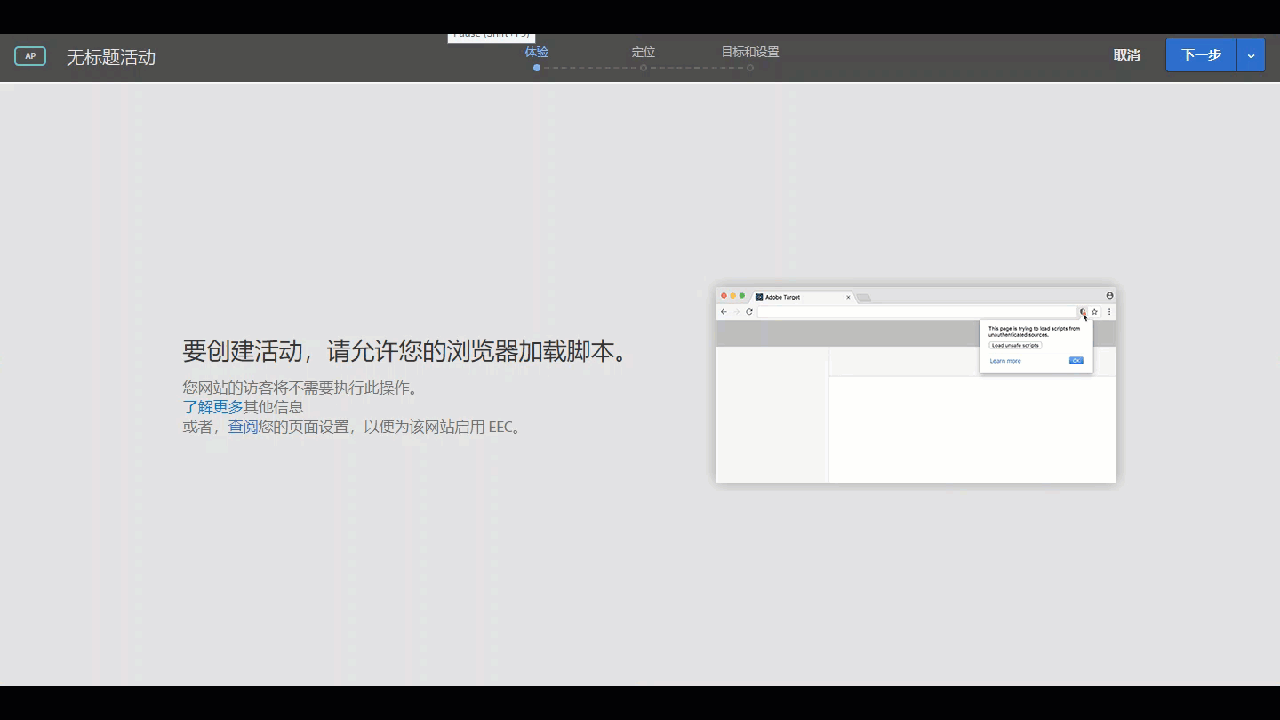 AP
无标题活动
体验
定位
目标和设置
取消
下一步
要创建活动，请允许您的浏览器加载脚本。
您网站的访客将不需要执行此操作。
了解更多其他信息
或者，查阅您的页面设置，以便为该网站启用 EEC。
Adobe Target
This page is trying to load scripts from
unauthenticated sources.
Load unsafe scripts
Learn more